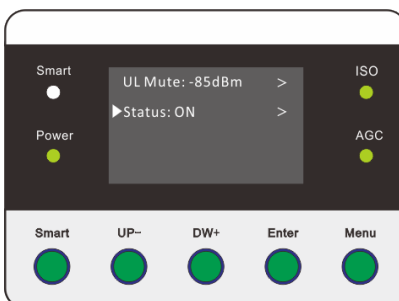 Smart
ISO
UL Mute: -85dBm >
▶Status: ON >
Power
AGC
Smart UP-- DW+ Enter Menu